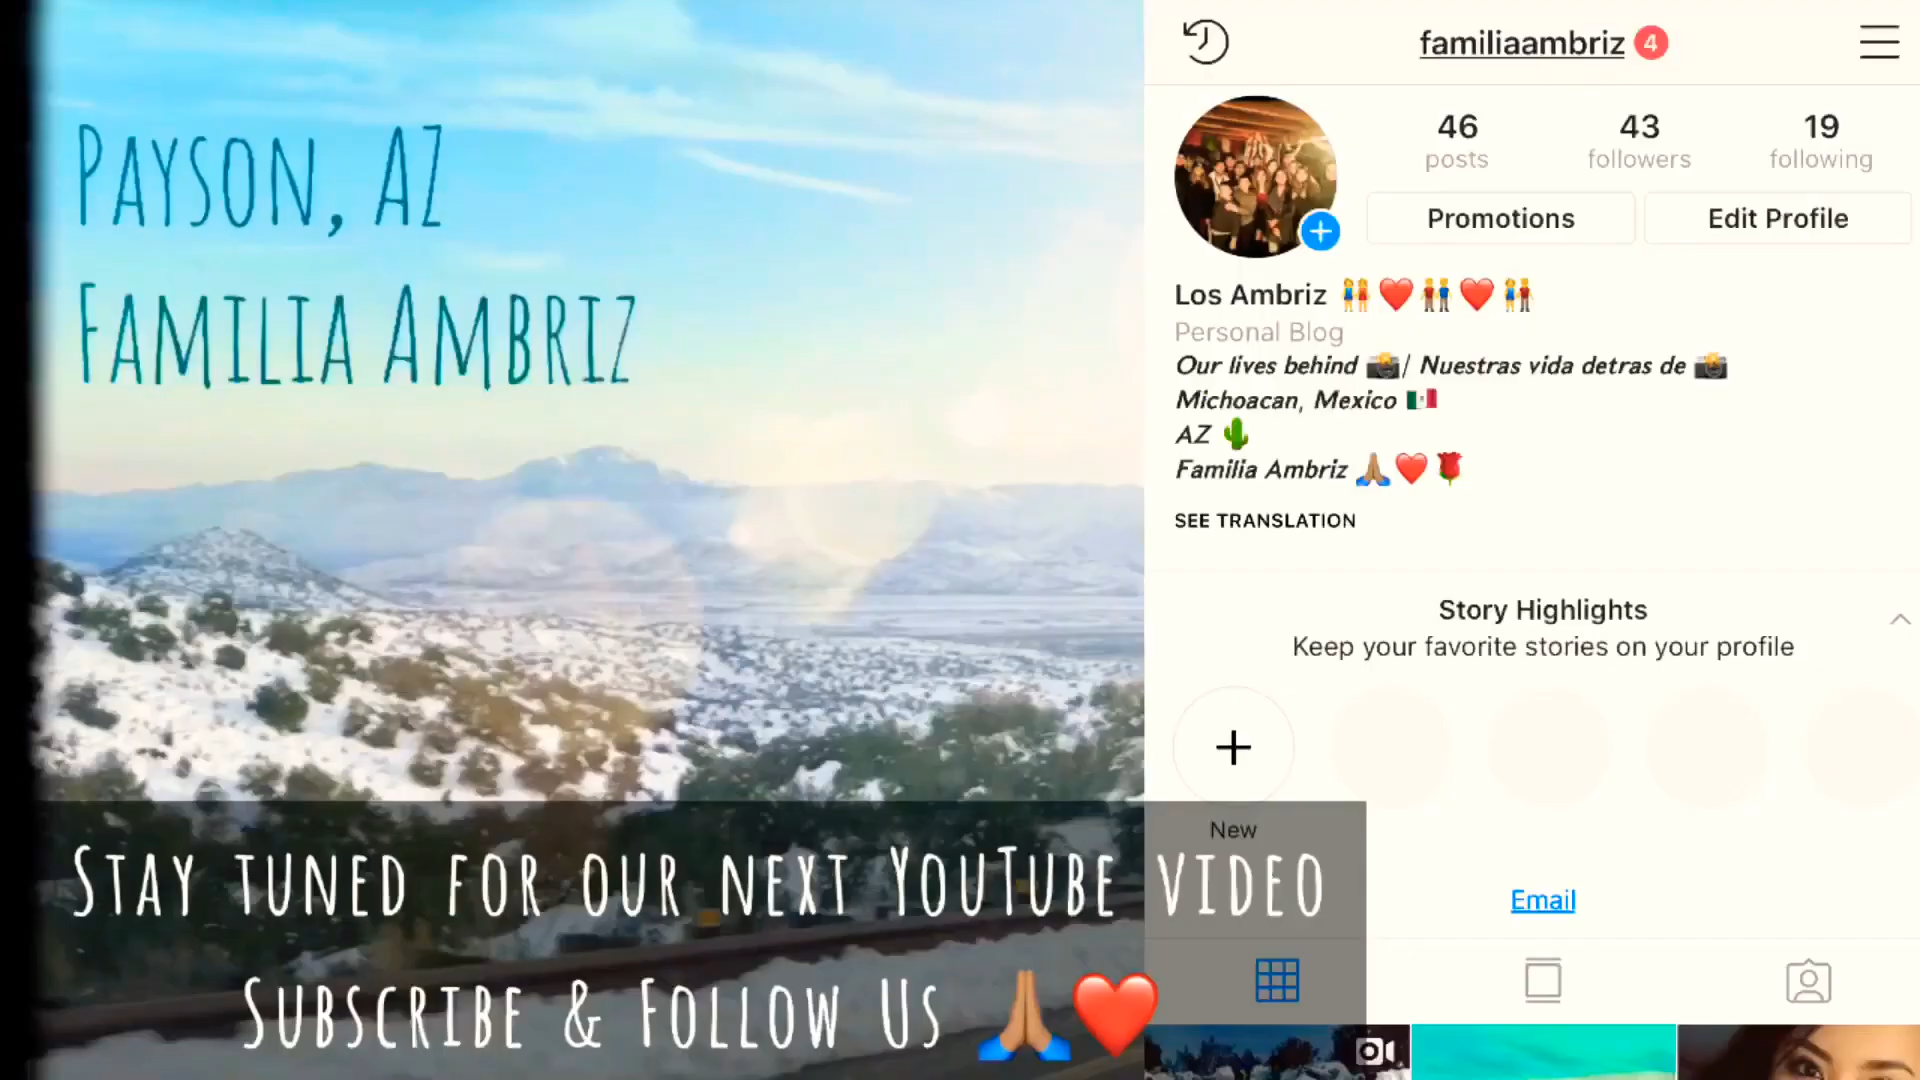 PAYSON, AZ
FAMILIA AMBRIZ
STAY TUNED FOR OUR NEXT YOUTUBE VIDEO
SUBSCRIBE & FOLLOW US 🙏🏽❤️
familiaambriz 4
46 43 19
posts followers following
Promotions Edit Profile
Los Ambriz 👭❤️👬❤️👫
Personal Blog
Our lives behind 📸/ Nuestras vida detras de 📸
Michoacan, Mexico 🇲🇽
AZ 🌵
Familia Ambriz 🙏🏽❤️🌹
SEE TRANSLATION
Story Highlights
Keep your favorite stories on your profile
New
Email